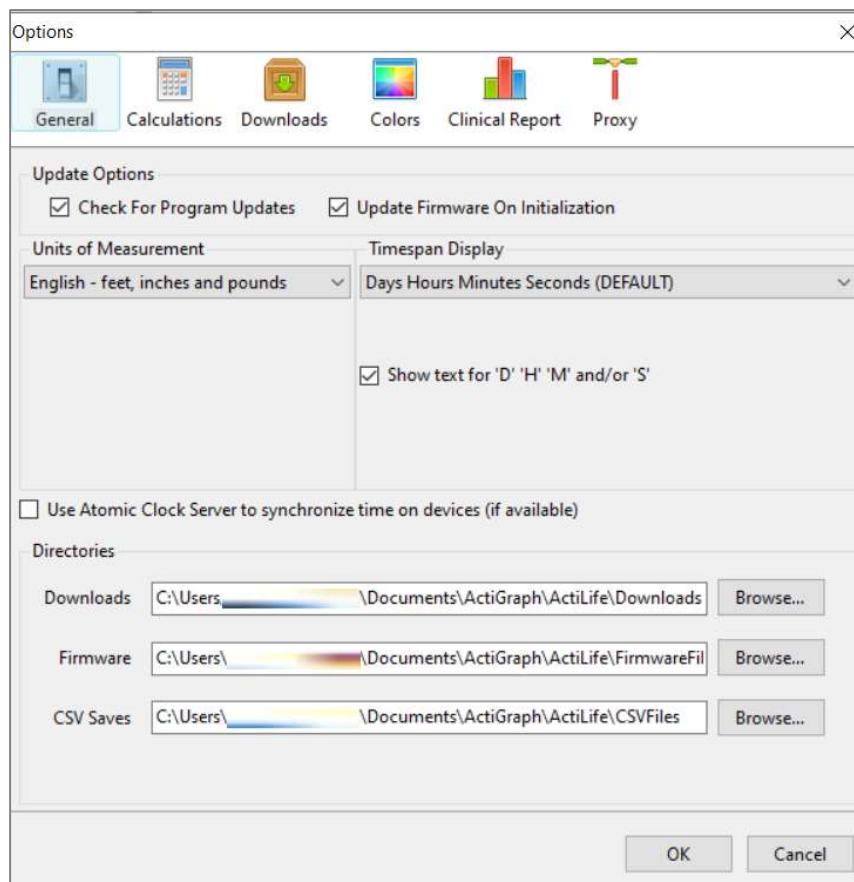 Options
General Calculations Downloads Colors Clinical Report Proxy
Update Options
Check For Program Updates Update Firmware On Initialization
Units of Measurement Timespan Display
English - feet, inches and pounds Days Hours Minutes Seconds (DEFAULT)
Show text for 'D' 'H' 'M' and/or 'S'
Use Atomic Clock Server to synchronize time on devices (if available)
Directories
Downloads C:\Users \Documents\ActiGraph\ActiLife\Downloads Browse...
Firmware C:\Users\ \Documents\ActiGraph\ActiLife\FirmwareFil Browse...
CSV Saves C:\Users\ \Documents\ActiGraph\ActiLife\CSVFiles Browse...
OK Cancel